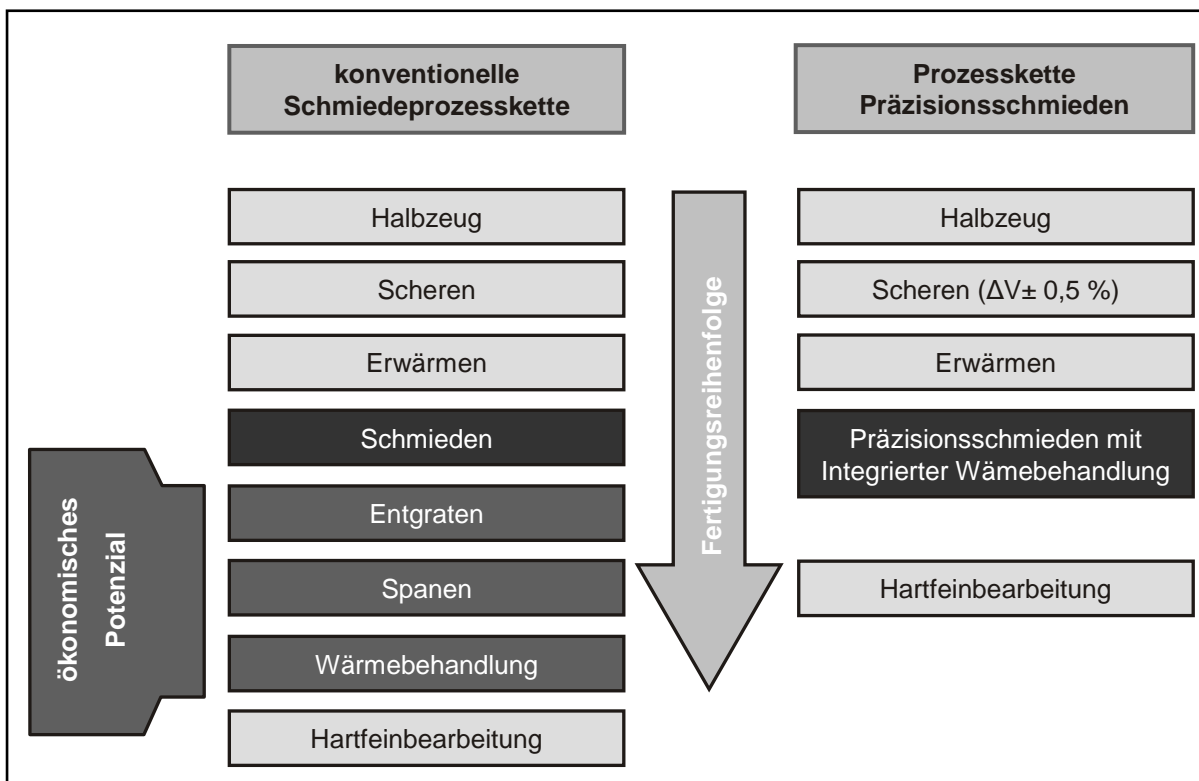 konventionelle
Schmiedeprozesskette
Prozesskette
Präzisionsschmieden
Halbzeug
Scheren
Erwärmen
Schmieden
Entgraten
Spanen
Wärmebehandlung
Hartfeinbearbeitung
ökonomisches
Potenzial
Fertigungsreihenfolge
Halbzeug
Scheren (ΔV± 0,5 %)
Erwärmen
Präzisionsschmieden mit
Integrierter Wämebehandlung
Hartfeinbearbeitung